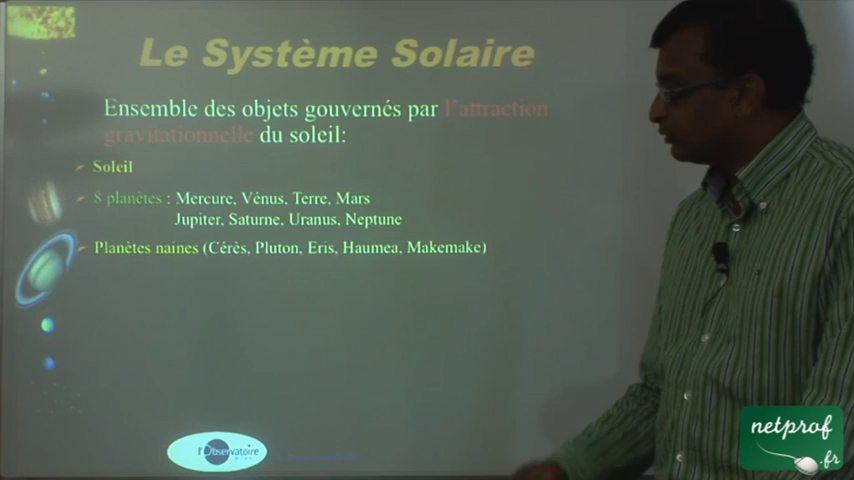 Le Système Solaire
Ensemble des objets gouvernés par l'attraction
gravitationnelle du soleil:
Soleil
8 planètes : Mercure, Vénus, Terre, Mars
Jupiter, Saturne, Uranus, Neptune
Planètes naines (Cérès, Pluton, Eris, Haumea, Makemake)
l'Observatoire
netprof
.fr